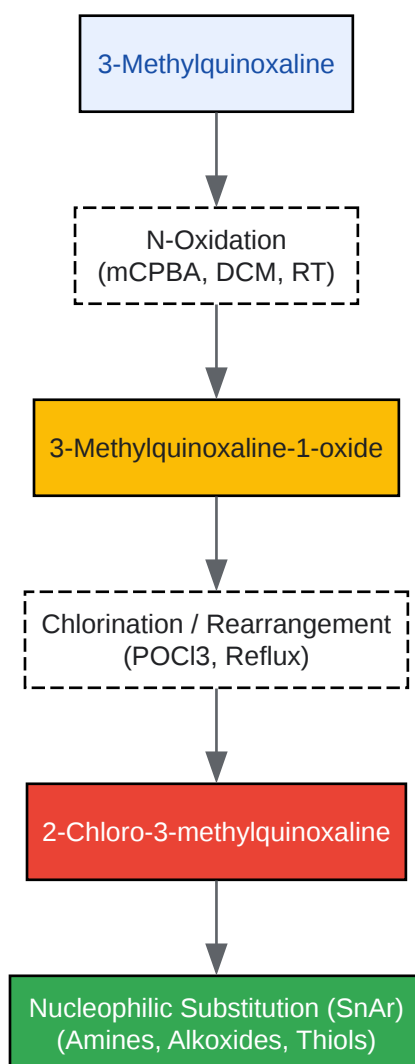 3-Methylquinoxaline
N-Oxidation
(mCPBA, DCM, RT)
3-Methylquinoxaline-1-oxide
Chlorination / Rearrangement
(POCl3, Reflux)
2-Chloro-3-methylquinoxaline
Nucleophilic Substitution (SnAr)
(Amines, Alkoxides, Thiols)